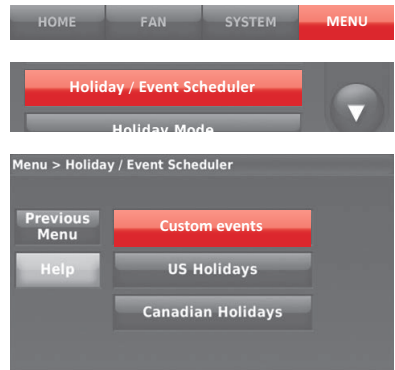 HOME FAN SYSTEM MENU
Holiday / Event Scheduler
Holiday Mode
Menu > Holiday / Event Scheduler
Previous
Menu
Custom events
Help
US Holidays
Canadian Holidays